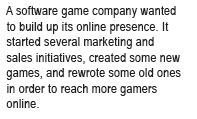 A software game company wanted
to build up its online presence. It
started several marketing and
sales initiatives, created some new
games, and rewrote some old ones
in order to reach more gamers
online.